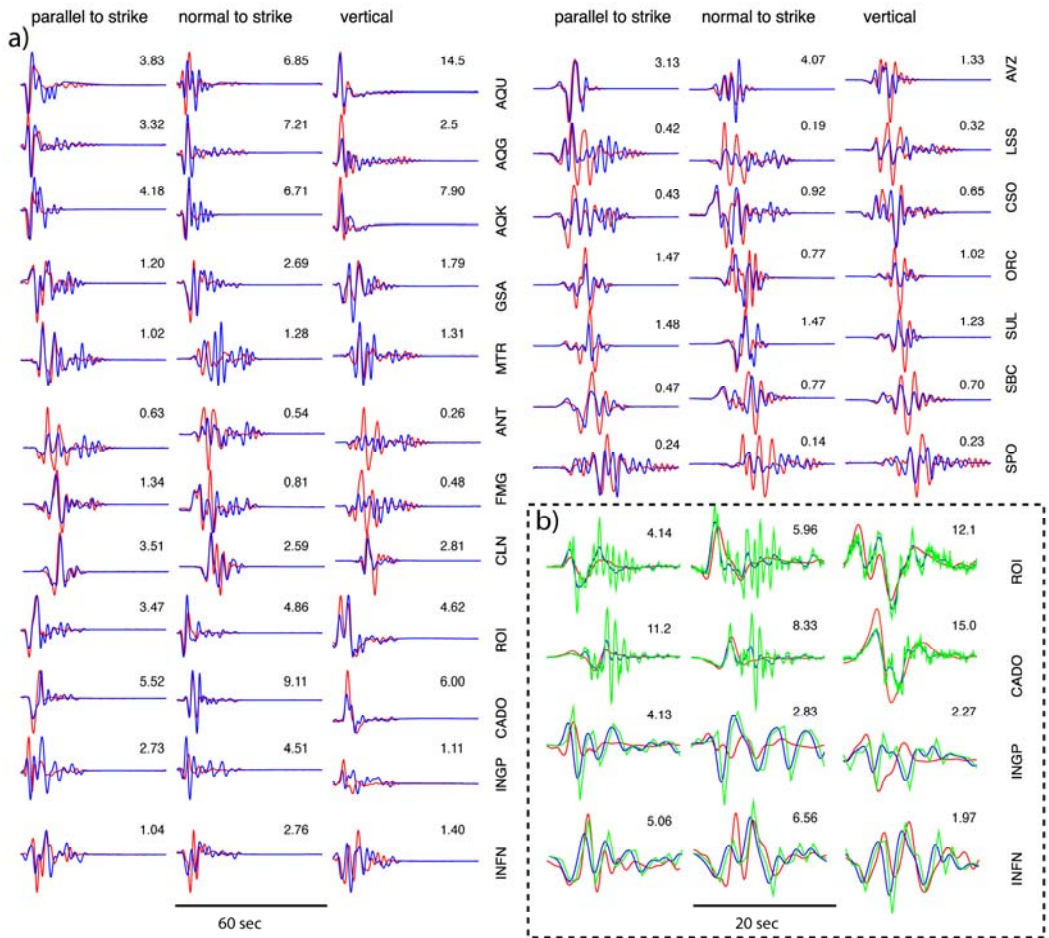 parallel to strike normal to strike vertical
a)
3.83 6.85 14.5 AQU
3.32 7.21 2.5 AQG
4.18 6.71 7.90 AQK
1.20 2.69 1.79 GSA
1.02 1.28 1.31 MTR
0.63 0.54 0.26 ANT
1.34 0.81 0.48 FMG
3.51 2.59 2.81 CLN
3.47 4.86 4.62 ROI
5.52 9.11 6.00 CADO
2.73 4.51 1.11 INGP
1.04 2.76 1.40 INFN
60 sec
parallel to strike normal to strike vertical
3.13 4.07 1.33 AVZ
0.42 0.19 0.32 LSS
0.43 0.92 0.65 CSO
1.47 0.77 1.02 ORC
1.48 1.47 1.23 SUL
0.47 0.77 0.70 SBC
0.24 0.14 0.23 SPO
b)
4.14 5.96 12.1 ROI
11.2 8.33 15.0 CADO
4.13 2.83 2.27 INGP
5.06 6.56 1.97 INFN
20 sec